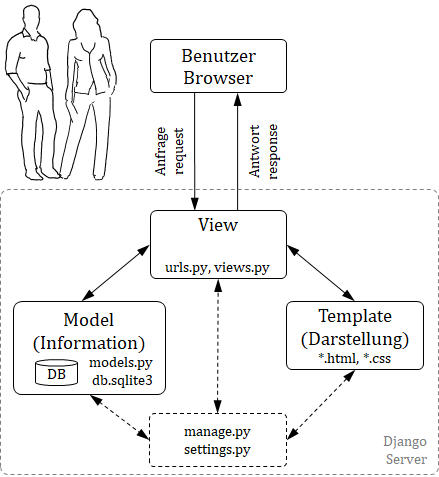 Benutzer
Browser
Anfrage
request
Antwort
response
View
urls.py, views.py
Model
(Information)
models.py
DB
db.sqlite3
Template
(Darstellung)
*.html, *.css
manage.py
settings.py
Django
Server